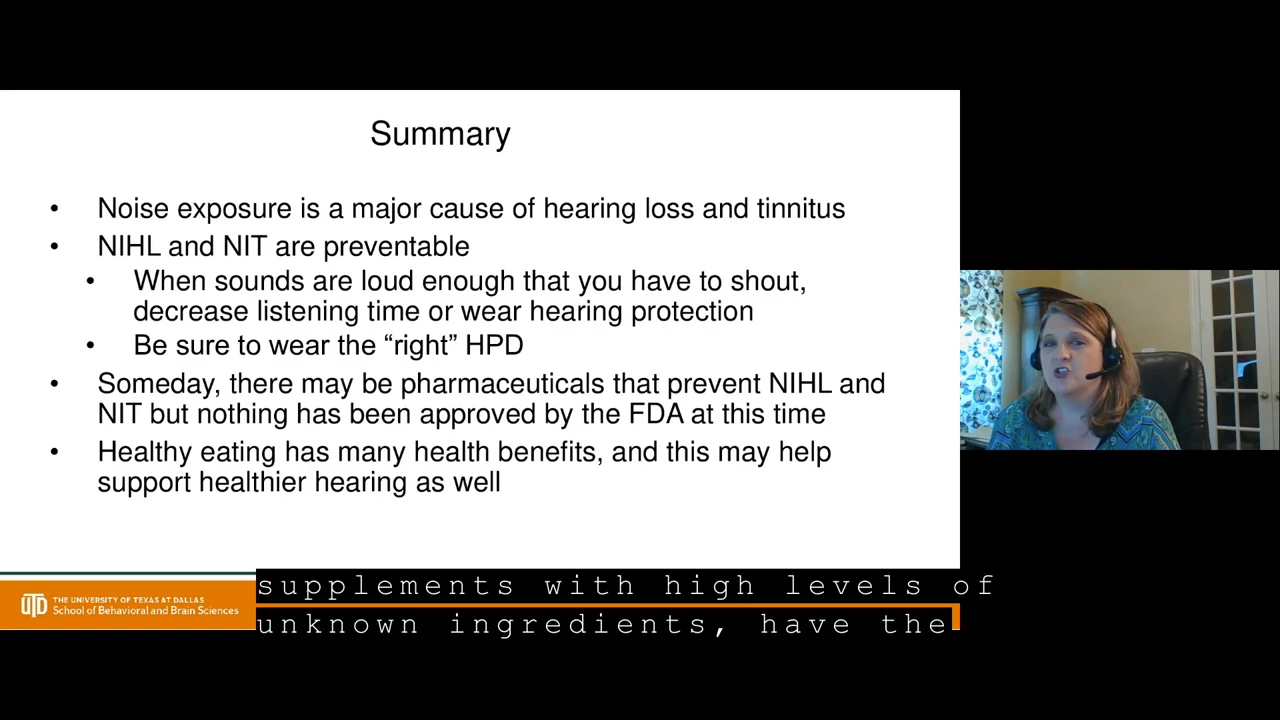 Summary
• Noise exposure is a major cause of hearing loss and tinnitus
• NIHL and NIT are preventable
• When sounds are loud enough that you have to shout,
decrease listening time or wear hearing protection
• Be sure to wear the “right” HPD
• Someday, there may be pharmaceuticals that prevent NIHL and
NIT but nothing has been approved by the FDA at this time
• Healthy eating has many health benefits, and this may help
support healthier hearing as well
UTD
THE UNIVERSITY OF TEXAS AT DALLAS
School of Behavioral and Brain Sciences
supplements with high levels of
unknown ingredients, have the